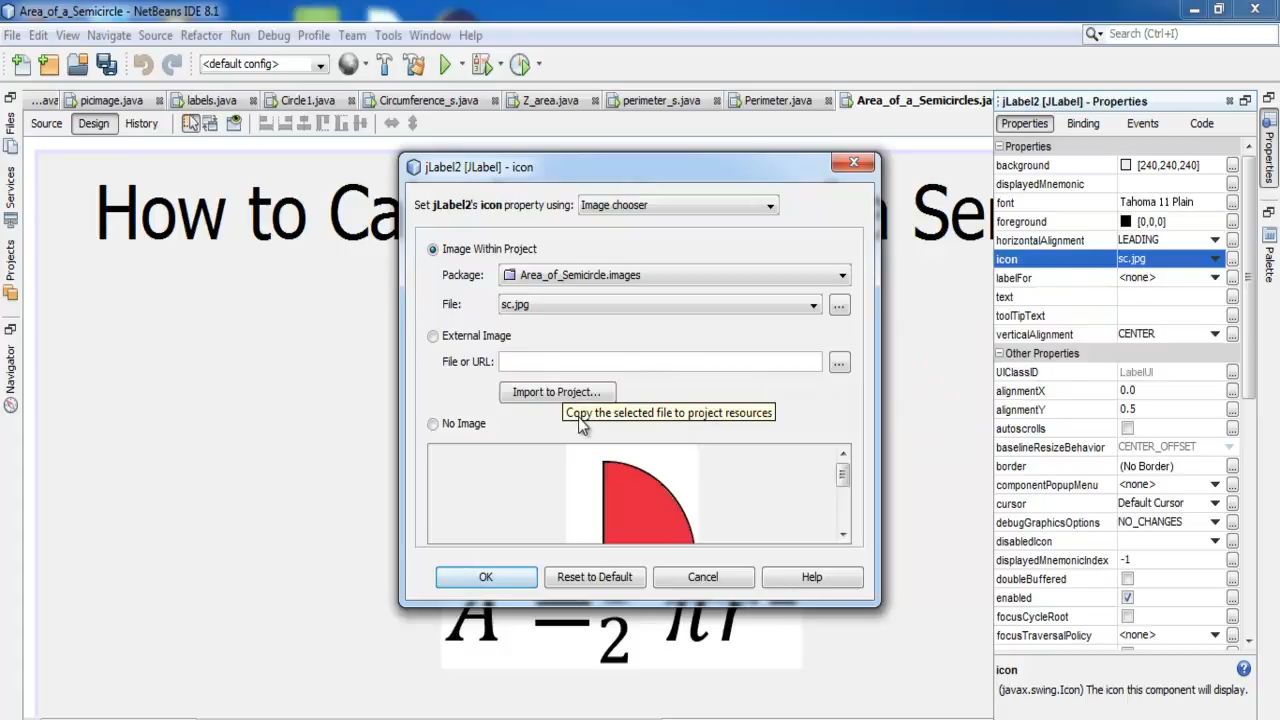 Area_of_a_Semicircle - NetBeans IDE 8.1
File Edit View Navigate Source Refactor Run Debug Profile Team Tools Window Help
Search (Ctrl+I)
<default config>
...ava picimage.java labels.java Circle1.java Circumference_s.java Z_area.java perimeter_s.java Perimeter.java Area_of_a_Semicircles.ja
Source Design History
Files
Services
Projects
Navigator
How to Ca
Sem
jLabel2 [JLabel] - icon
Set jLabel2's icon property using: Image chooser
Image Within Project
Package: Area_of_Semicircle.images
File: sc.jpg ...
External Image
File or URL: ...
Import to Project...
Copy the selected file to project resources
No Image
OK Reset to Default Cancel Help
A = 2 πr
jLabel2 [JLabel] - Properties
Properties Binding Events Code
Properties
background [240,240,240] ...
displayedMnemonic ...
font Tahoma 11 Plain ...
foreground [0,0,0] ...
horizontalAlignment LEADING ...
icon sc.jpg ...
labelFor <none> ...
text ...
toolTipText ...
verticalAlignment CENTER ...
Other Properties
UIClassID LabelUI ...
alignmentX 0.0 ...
alignmentY 0.5 ...
autoscrolls ...
baselineResizeBehavior CENTER_OFFSET ...
border (No Border) ...
componentPopupMenu <none> ...
cursor Default Cursor ...
debugGraphicsOptions NO_CHANGES ...
disabledIcon ...
displayedMnemonicIndex -1 ...
doubleBuffered ...
enabled ...
focusCycleRoot ...
focusTraversalPolicy <none> ...
icon
(javax.swing.Icon) The icon this component will display.
Properties
Palette